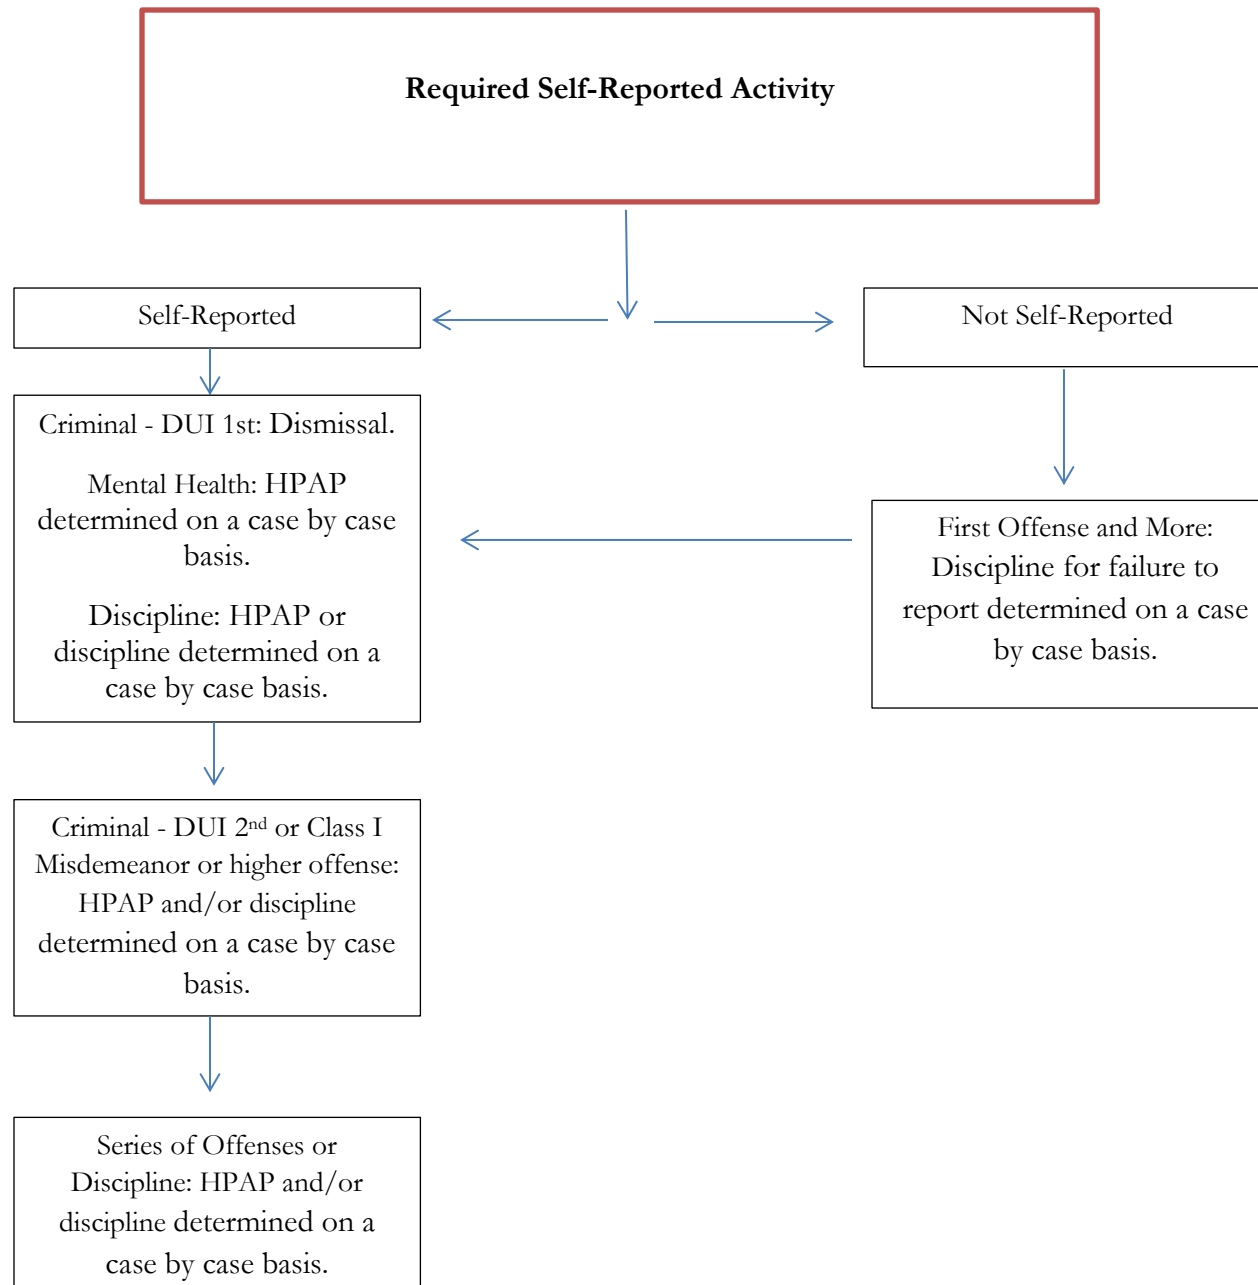 Required Self-Reported Activity
Self-Reported
Not Self-Reported
Criminal - DUI 1st: Dismissal.
Mental Health: HPAP
determined on a case by case
basis.
Discipline: HPAP or
discipline determined on a
case by case basis.
First Offense and More:
Discipline for failure to
report determined on a case
by case basis.
Criminal - DUI 2nd or Class I
Misdemeanor or higher offense:
HPAP and/or discipline
determined on a case by case
basis.
Series of Offenses or
Discipline: HPAP and/or
discipline determined on a
case by case basis.